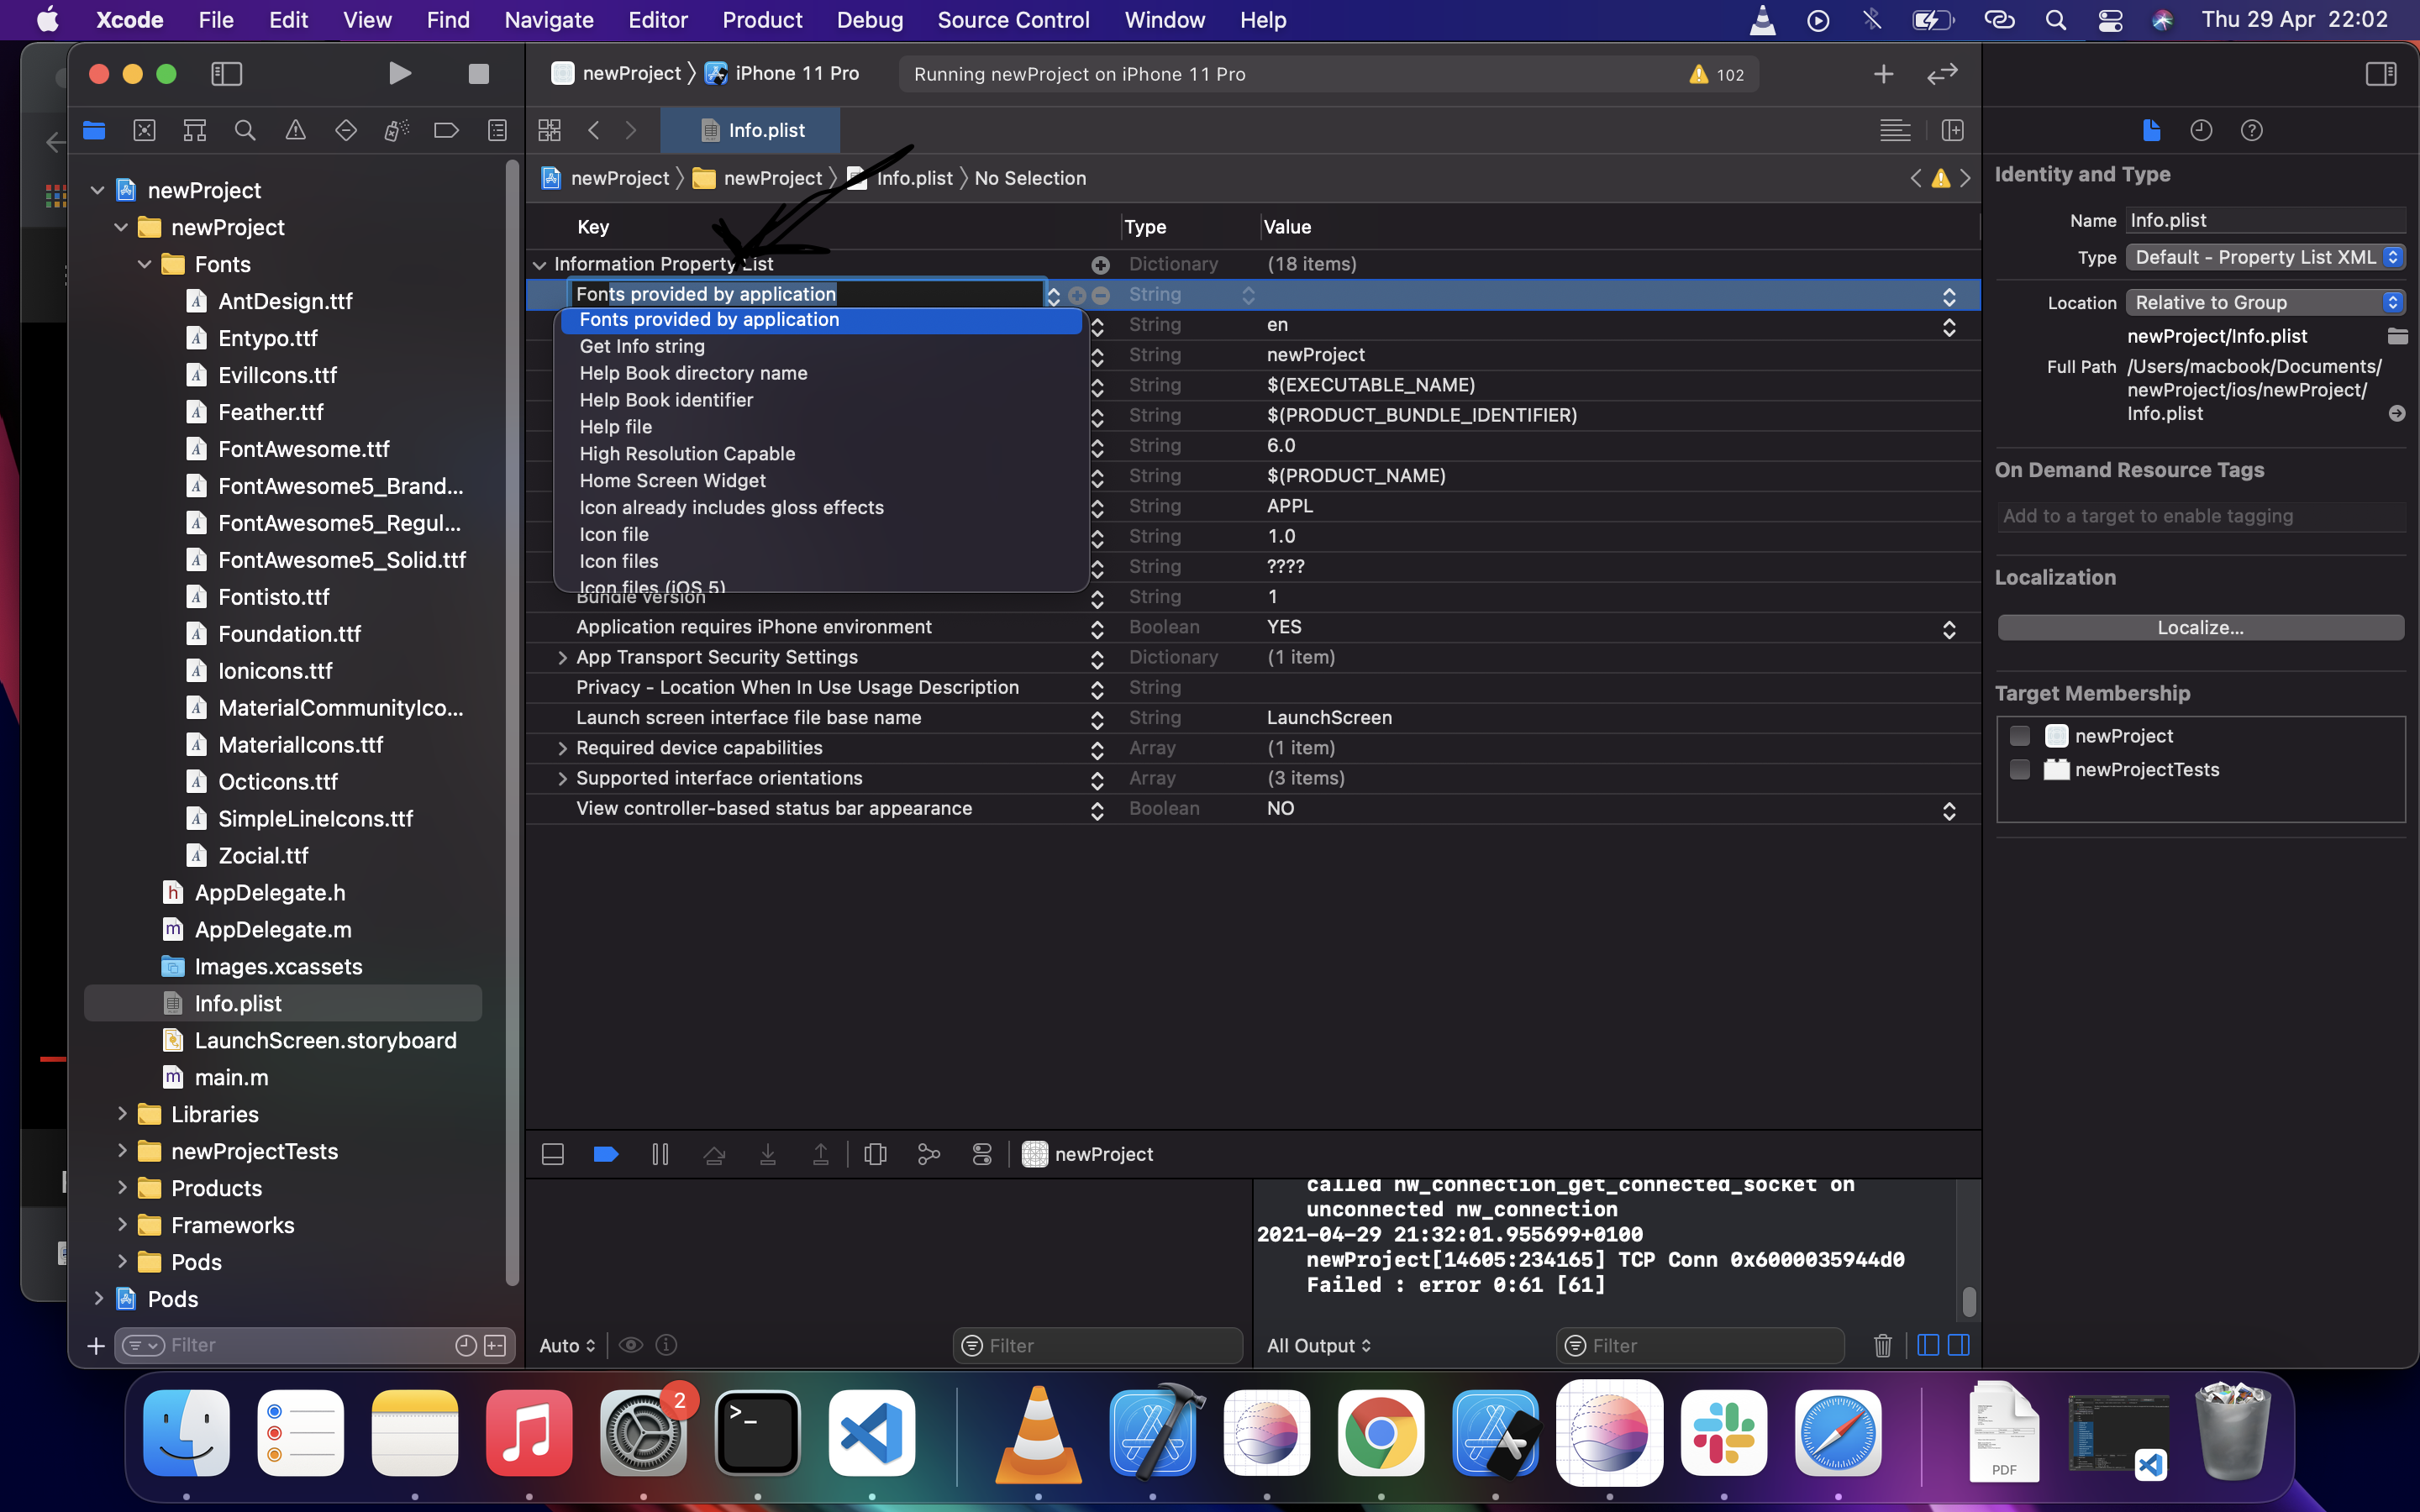 Xcode File Edit View Find Navigate Editor Product Debug Source Control Window Help Thu 29 Apr 22:02
newProject iPhone 11 Pro Running newProject on iPhone 11 Pro 102
Info.plist
newProject newProject Info.plist No Selection
newProject
newProject
Fonts
AntDesign.ttf
Entypo.ttf
EvilIcons.ttf
Feather.ttf
FontAwesome.ttf
FontAwesome5_Brand...
FontAwesome5_Regul...
FontAwesome5_Solid.ttf
Fontisto.ttf
Foundation.ttf
Ionicons.ttf
MaterialCommunityIco...
MaterialIcons.ttf
Octicons.ttf
SimpleLineIcons.ttf
Zocial.ttf
AppDelegate.h
AppDelegate.m
Images.xcassets
Info.plist
LaunchScreen.storyboard
main.m
Libraries
newProjectTests
Products
Frameworks
Pods
Pods
Filter
Key Type Value
Information Property List Dictionary (18 items)
Fonts provided by application String
Fonts provided by application
Get Info string
Help Book directory name
Help Book identifier
Help file
High Resolution Capable
Home Screen Widget
Icon already includes gloss effects
Icon file
Icon files
Icon files (iOS 5)
String en
String newProject
String $(EXECUTABLE_NAME)
String $(PRODUCT_BUNDLE_IDENTIFIER)
String 6.0
String $(PRODUCT_NAME)
String APPL
String 1.0
String ????
Bundle version String 1
Application requires iPhone environment Boolean YES
App Transport Security Settings Dictionary (1 item)
Privacy - Location When In Use Usage Description String
Launch screen interface file base name String LaunchScreen
Required device capabilities Array (1 item)
Supported interface orientations Array (3 items)
View controller-based status bar appearance Boolean NO
newProject
called nw_connection_get_connected_socket on
unconnected nw_connection
2021-04-29 21:32:01.955699+0100
newProject[14605:234165] TCP Conn 0x6000035944d0
Failed : error 0:61 [61]
Auto Filter All Output Filter
Identity and Type
Name Info.plist
Type Default - Property List XML
Location Relative to Group
newProject/Info.plist
Full Path /Users/macbook/Documents/
newProject/ios/newProject/
Info.plist
On Demand Resource Tags
Add to a target to enable tagging
Localization
Localize...
Target Membership
newProject
newProjectTests
2
PDF